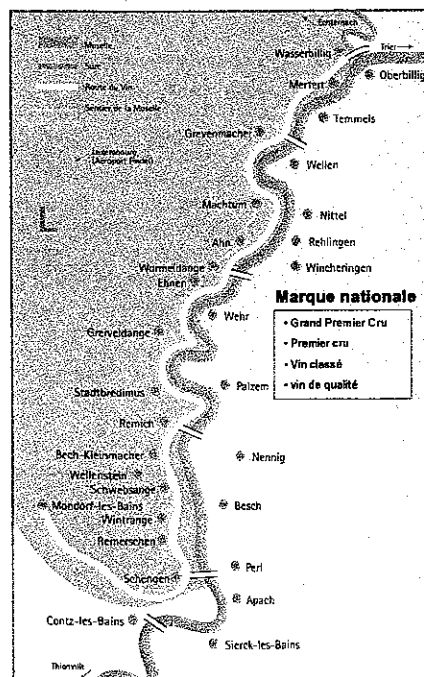 Echternach
Trier
Wasserbillig
Moselle
Sûre
Oberbillig
Route du Vin
Mertert
Sentier de la Moselle
Temmels
Grevenmacher
Luxembourg
(Aéroport Findel)
Wellen
Machtum
Nittel
Ahn
Rehlingen
Wormeldange
Wincheringen
Ehnen
Marque nationale
• Grand Premier Cru
• Premier cru
• Vin classé
• vin de qualité
Wehr
Greiveldange
Palzem
Stadtbredimus
Remich
Bech-Kleinmacher
Nennig
Wellenstein
Schwebsange
Mondorf-les-Bains
Besch
Wintrange
Remerschen
Perl
Schengen
Apach
Contz-les-Bains
Sierck-les-Bains
Thionville